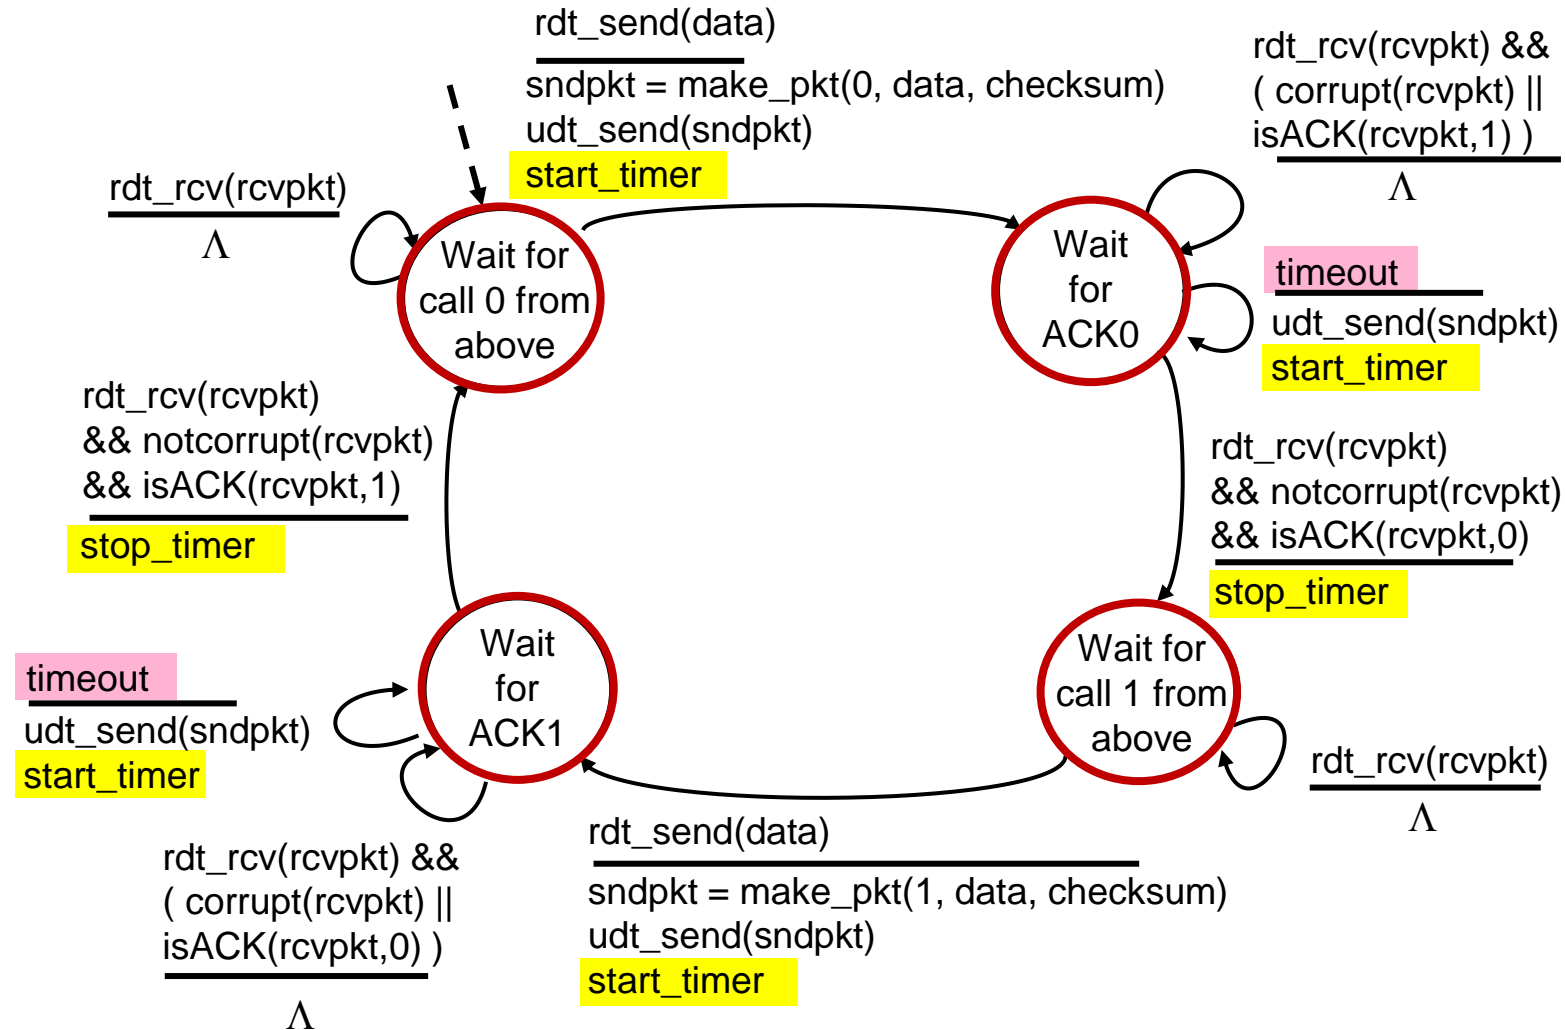 rdt_send(data)
sndpkt = make_pkt(0, data, checksum)
udt_send(sndpkt)
start_timer
rdt_rcv(rcvpkt) &&
( corrupt(rcvpkt) ||
isACK(rcvpkt,1) )
Λ
rdt_rcv(rcvpkt)
Λ
Wait for
call 0 from
above
Wait
for
ACK0
timeout
udt_send(sndpkt)
start_timer
rdt_rcv(rcvpkt)
&& notcorrupt(rcvpkt)
&& isACK(rcvpkt,1)
stop_timer
rdt_rcv(rcvpkt)
&& notcorrupt(rcvpkt)
&& isACK(rcvpkt,0)
stop_timer
timeout
udt_send(sndpkt)
start_timer
Wait
for
ACK1
Wait for
call 1 from
above
rdt_rcv(rcvpkt)
Λ
rdt_rcv(rcvpkt) &&
( corrupt(rcvpkt) ||
isACK(rcvpkt,0) )
Λ
rdt_send(data)
sndpkt = make_pkt(1, data, checksum)
udt_send(sndpkt)
start_timer